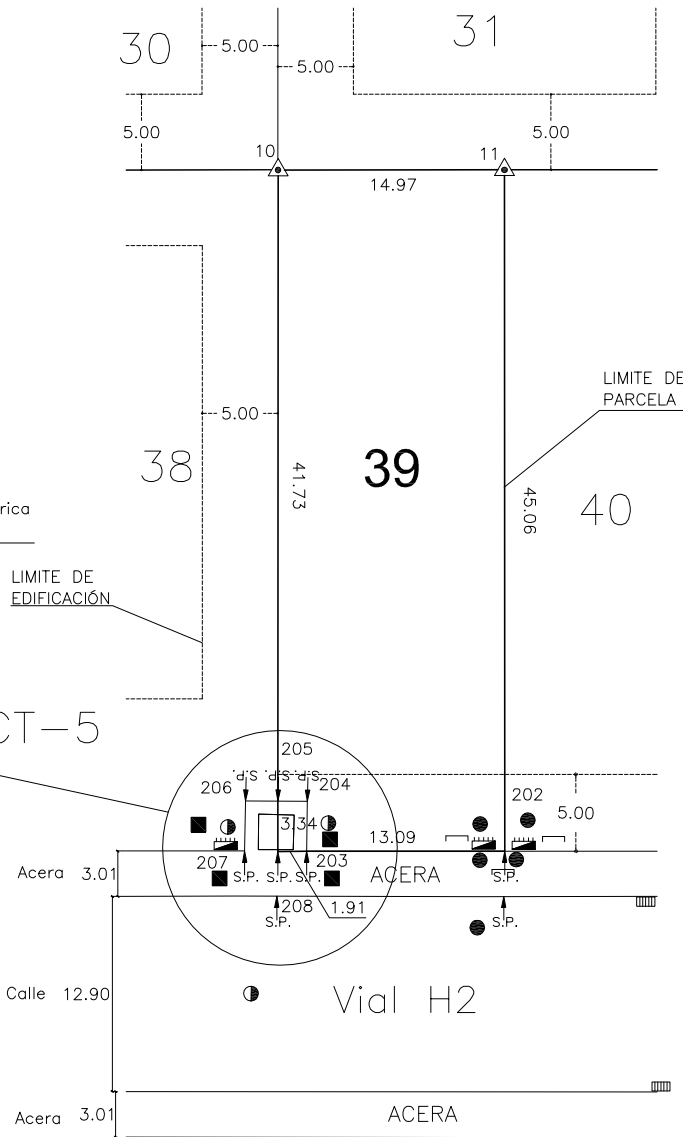 30
5.00
31
5.00
5.00
5.00
10
11
14.97
LIMITE DE
PARCELA
5.00
38
39
41.73
45.06
40
rica
LIMITE DE
EDIFICACIÓN
CT-5
205
S.P. S.P. S.P.
206
204
202
5.00
3.34
13.09
207
203
Acera 3.01
S.P. S.P. S.P.
ACERA
S.P.
208
1.91
S.P.
S.P.
Calle 12.90
Vial H2
Acera 3.01
ACERA